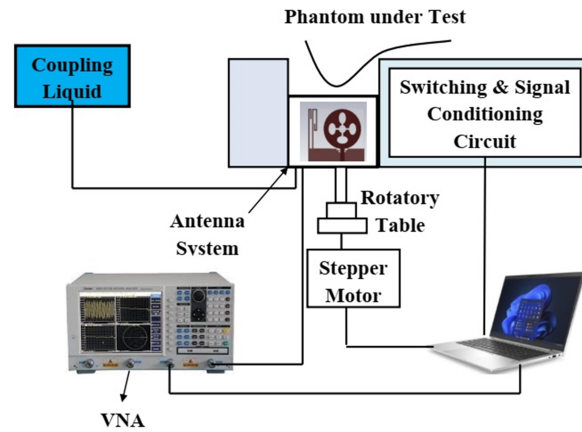 Phantom under Test
Coupling
Liquid
Switching & Signal
Conditioning
Circuit
Rotatory
Table
Antenna
System
Stepper
Motor
VNA